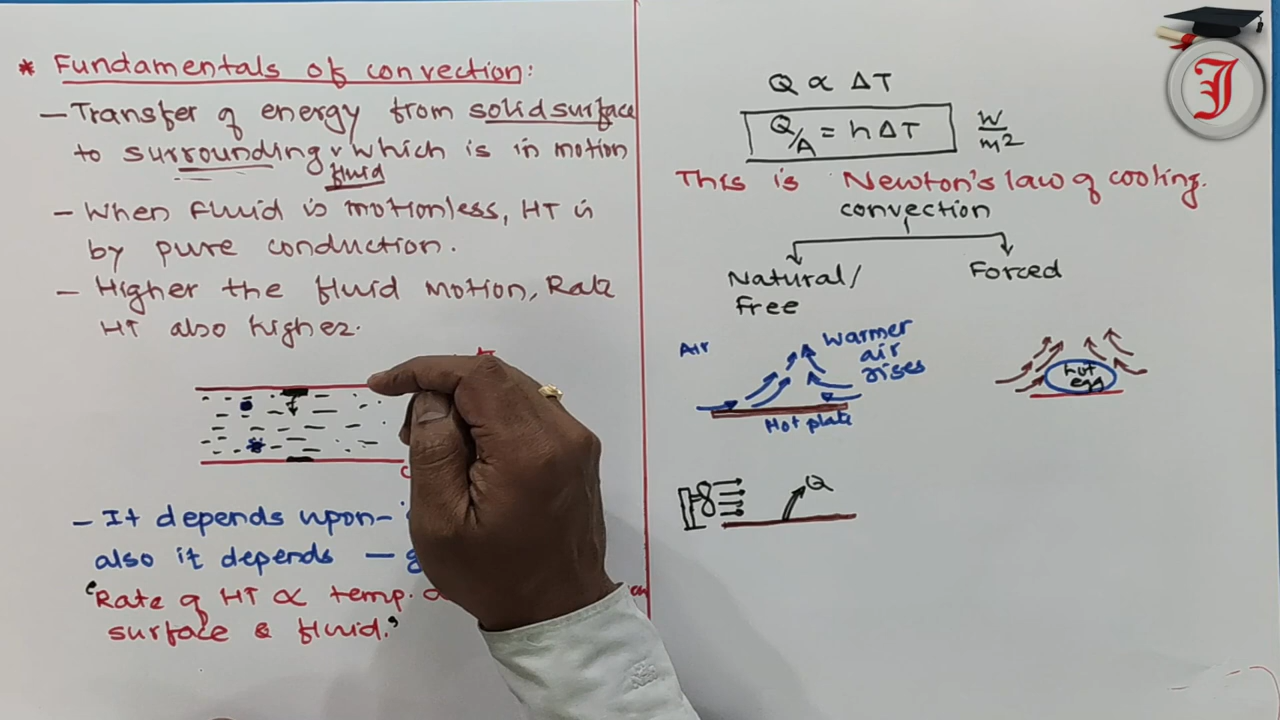 * Fundamentals of convection:
- Transfer of energy from solid surface
to surrounding which is in motion
fluid
- When fluid is motionless, HT is
by pure conduction.
- Higher the fluid motion, Rate
HT also higher.
- It depends upon -
also it depends -
"Rate of HT ∝ temp.
surface & fluid."
Q ∝ ΔT
Q/A = h ΔT W/m²
This is Newton's law of cooling.
convection
Natural/ Forced
Free
Air
Warmer
air
rises
Hot plate
hot
egg
Q
J